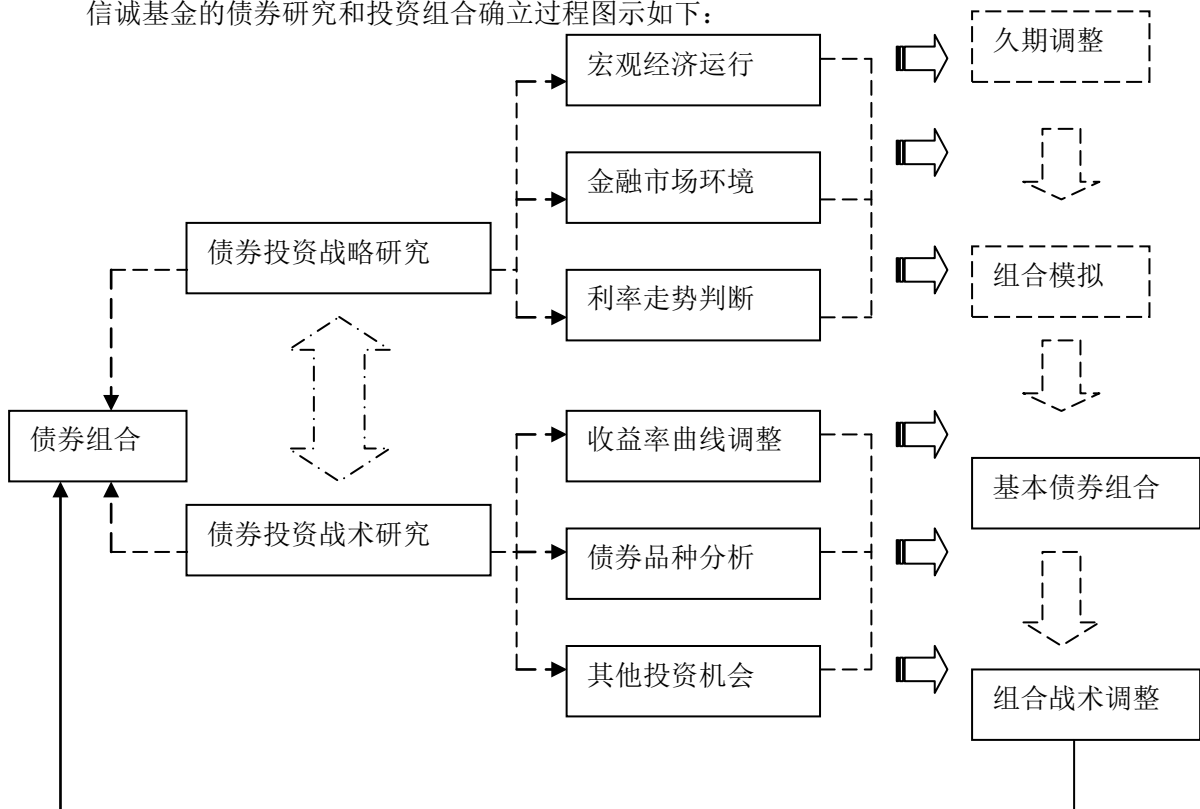 信诚基金的债券研究和投资组合确立过程图示如下：
宏观经济运行
久期调整
金融市场环境
债券投资战略研究
利率走势判断
组合模拟
债券组合
收益率曲线调整
基本债券组合
债券投资战术研究
债券品种分析
其他投资机会
组合战术调整